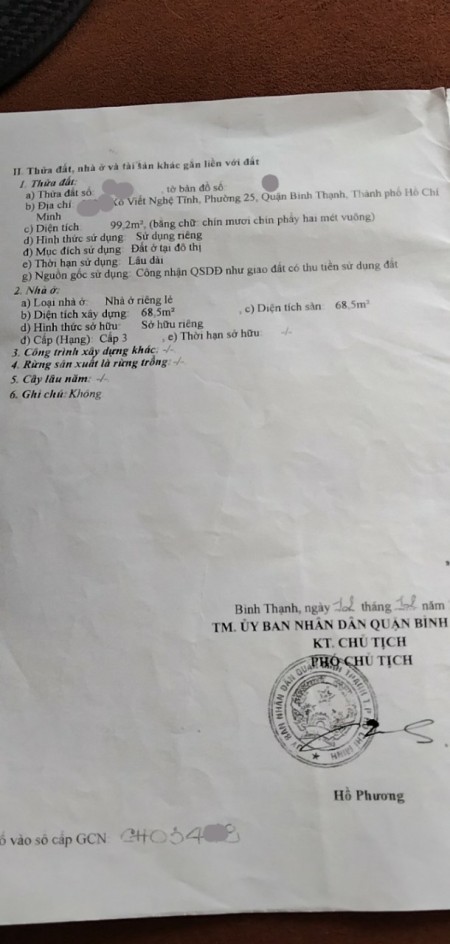 II. Thửa đất, nhà ở và tài sản khác gắn liền với đất
1. Thửa đất:
a) Thửa đất số: , tờ bản đồ số:
b) Địa chỉ: Xô Viết Nghệ Tĩnh, Phường 25, Quận Bình Thạnh, Thành phố Hồ Chí
Minh
c) Diện tích: 99,2m², (bằng chữ: chín mươi chín phẩy hai mét vuông)
d) Hình thức sử dụng: Sử dụng riêng
đ) Mục đích sử dụng: Đất ở tại đô thị
e) Thời hạn sử dụng: Lâu dài
g) Nguồn gốc sử dụng: Công nhận QSDĐ như giao đất có thu tiền sử dụng đất
2. Nhà ở:
a) Loại nhà ở: Nhà ở riêng lẻ
b) Diện tích xây dựng: 68,5m² , c) Diện tích sàn: 68,5m²
d) Hình thức sở hữu: Sở hữu riêng
đ) Cấp (Hạng): Cấp 3 , e) Thời hạn sở hữu: -/-
3. Công trình xây dựng khác: -/-
4. Rừng sản xuất là rừng trồng: -/-
5. Cây lâu năm: -/-
6. Ghi chú: Không
Bình Thạnh, ngày tháng năm
TM. ỦY BAN NHÂN DÂN QUẬN BÌNH
KT. CHỦ TỊCH
PHÓ CHỦ TỊCH
Hồ Phương
vào sổ cấp GCN: CH034